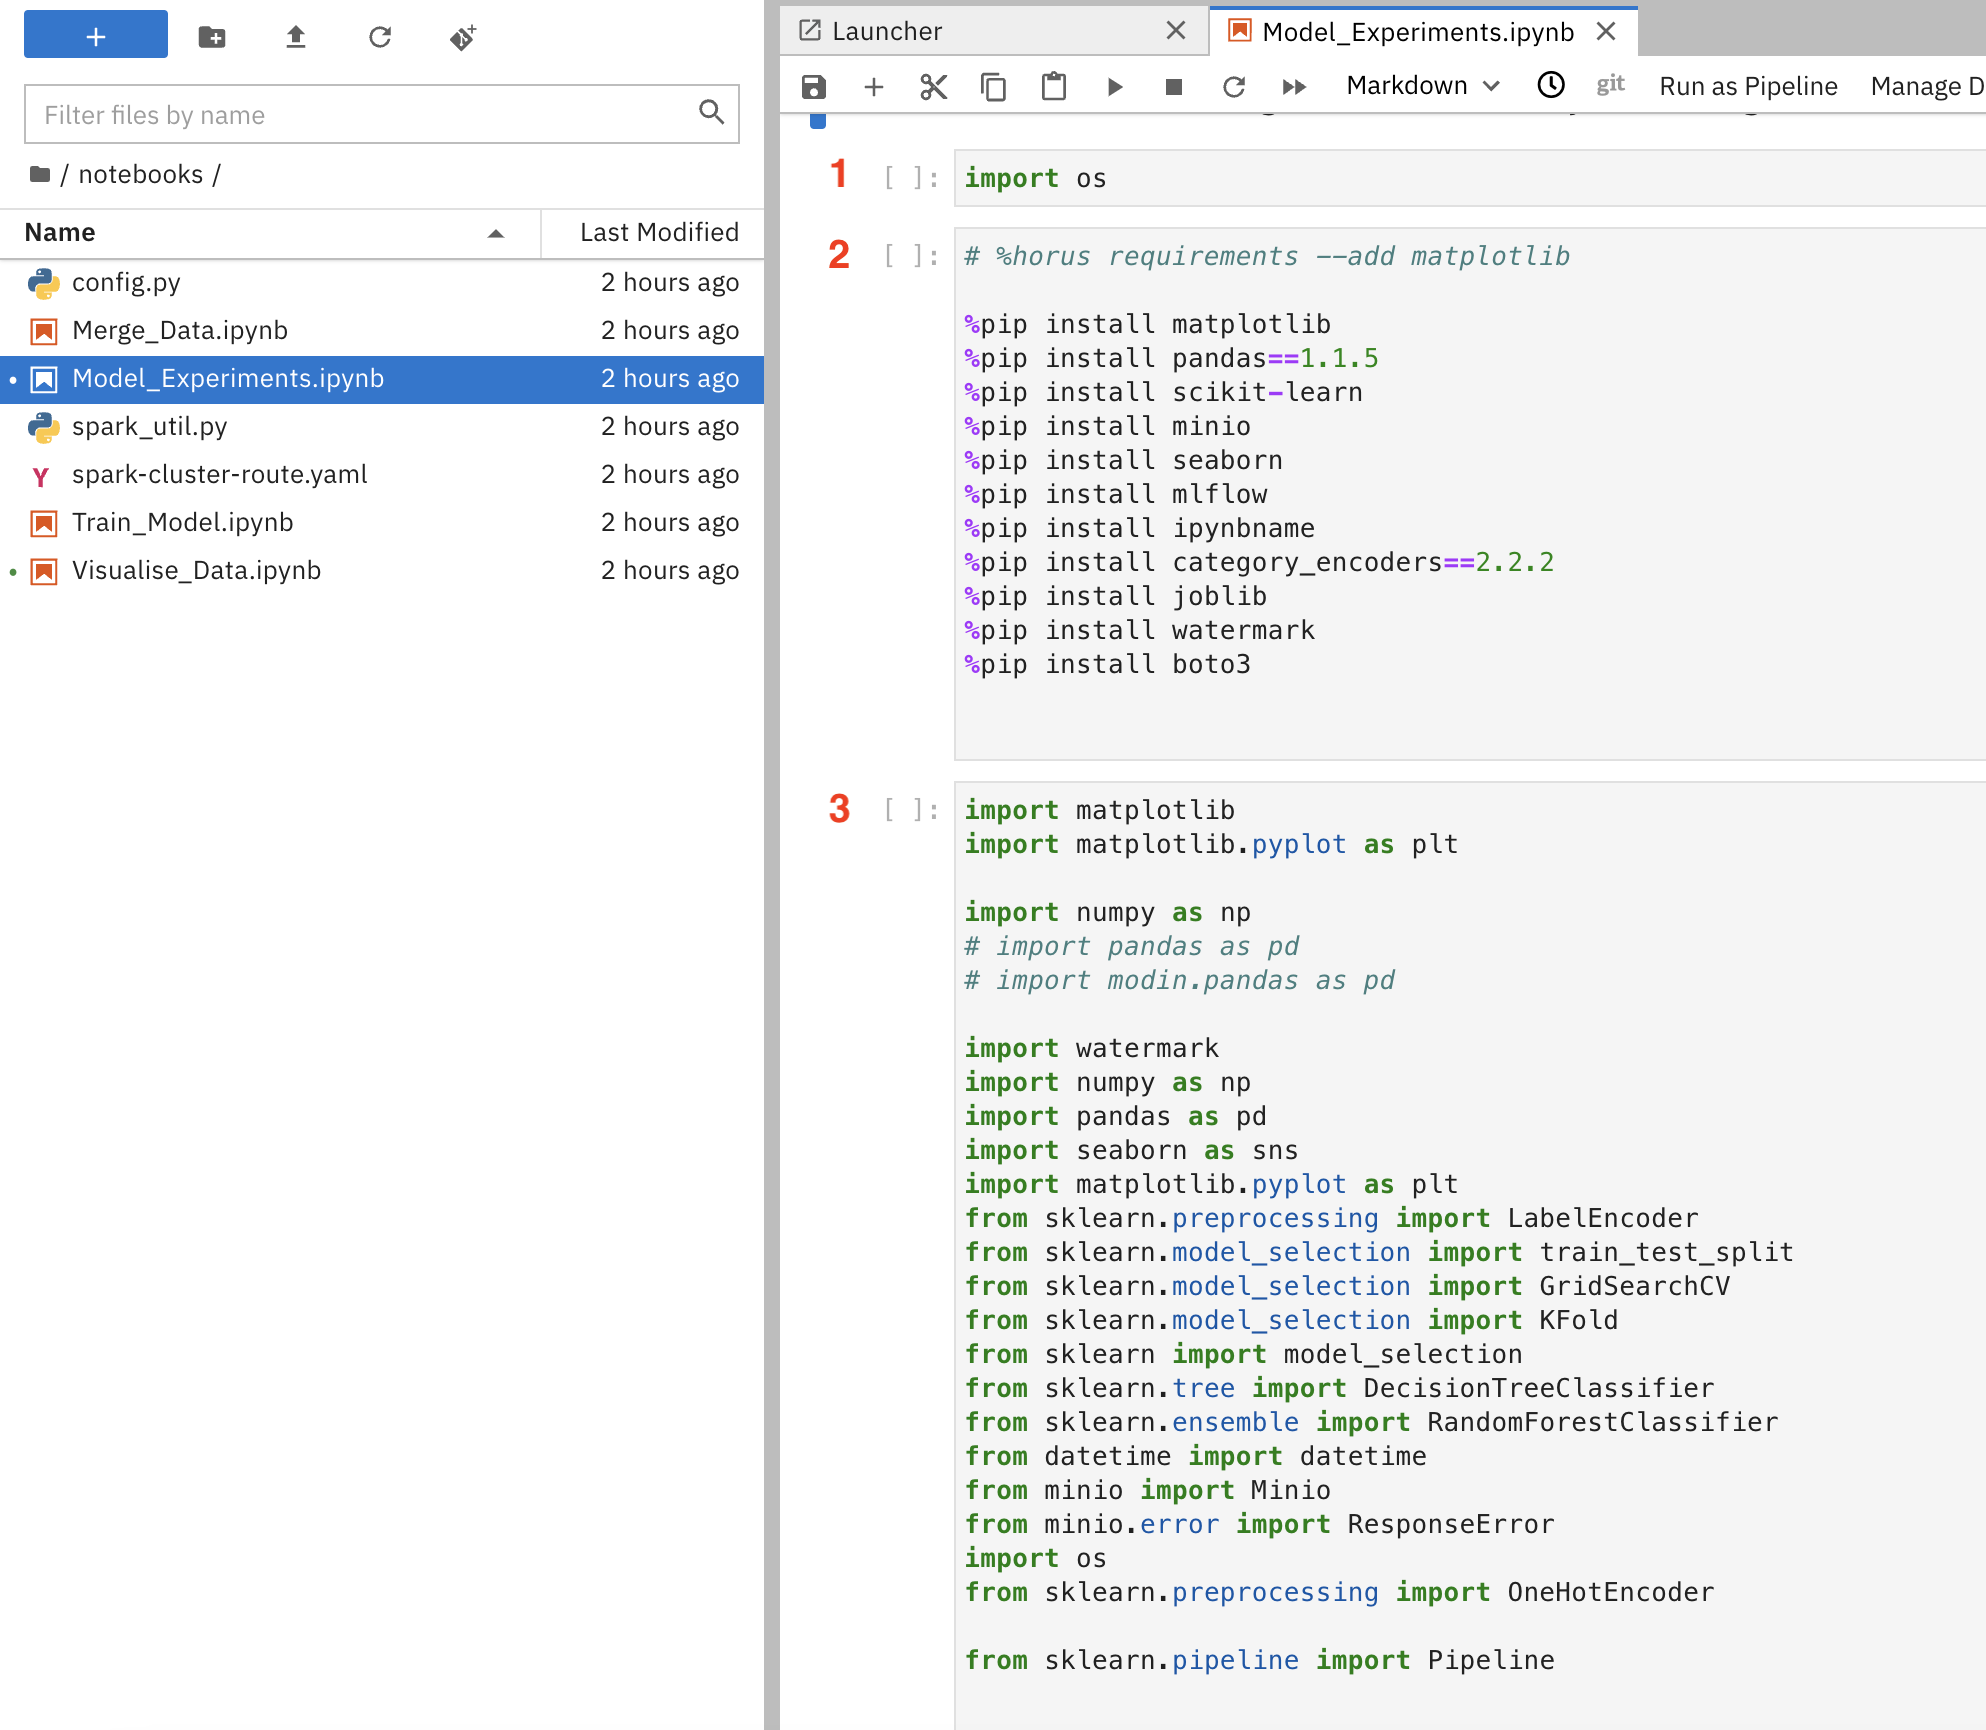 +
Filter files by name
/ notebooks /
Name Last Modified
config.py 2 hours ago
Merge_Data.ipynb 2 hours ago
Model_Experiments.ipynb 2 hours ago
spark_util.py 2 hours ago
Y spark-cluster-route.yaml 2 hours ago
Train_Model.ipynb 2 hours ago
Visualise_Data.ipynb 2 hours ago
Launcher
Model_Experiments.ipynb
Markdown git Run as Pipeline Manage D
1 [ ]: import os
2 [ ]: # %horus requirements --add matplotlib
%pip install matplotlib
%pip install pandas==1.1.5
%pip install scikit-learn
%pip install minio
%pip install seaborn
%pip install mlflow
%pip install ipynbname
%pip install category_encoders==2.2.2
%pip install joblib
%pip install watermark
%pip install boto3
3 [ ]: import matplotlib
import matplotlib.pyplot as plt
import numpy as np
# import pandas as pd
# import modin.pandas as pd
import watermark
import numpy as np
import pandas as pd
import seaborn as sns
import matplotlib.pyplot as plt
from sklearn.preprocessing import LabelEncoder
from sklearn.model_selection import train_test_split
from sklearn.model_selection import GridSearchCV
from sklearn.model_selection import KFold
from sklearn import model_selection
from sklearn.tree import DecisionTreeClassifier
from sklearn.ensemble import RandomForestClassifier
from datetime import datetime
from minio import Minio
from minio.error import ResponseError
import os
from sklearn.preprocessing import OneHotEncoder
from sklearn.pipeline import Pipeline